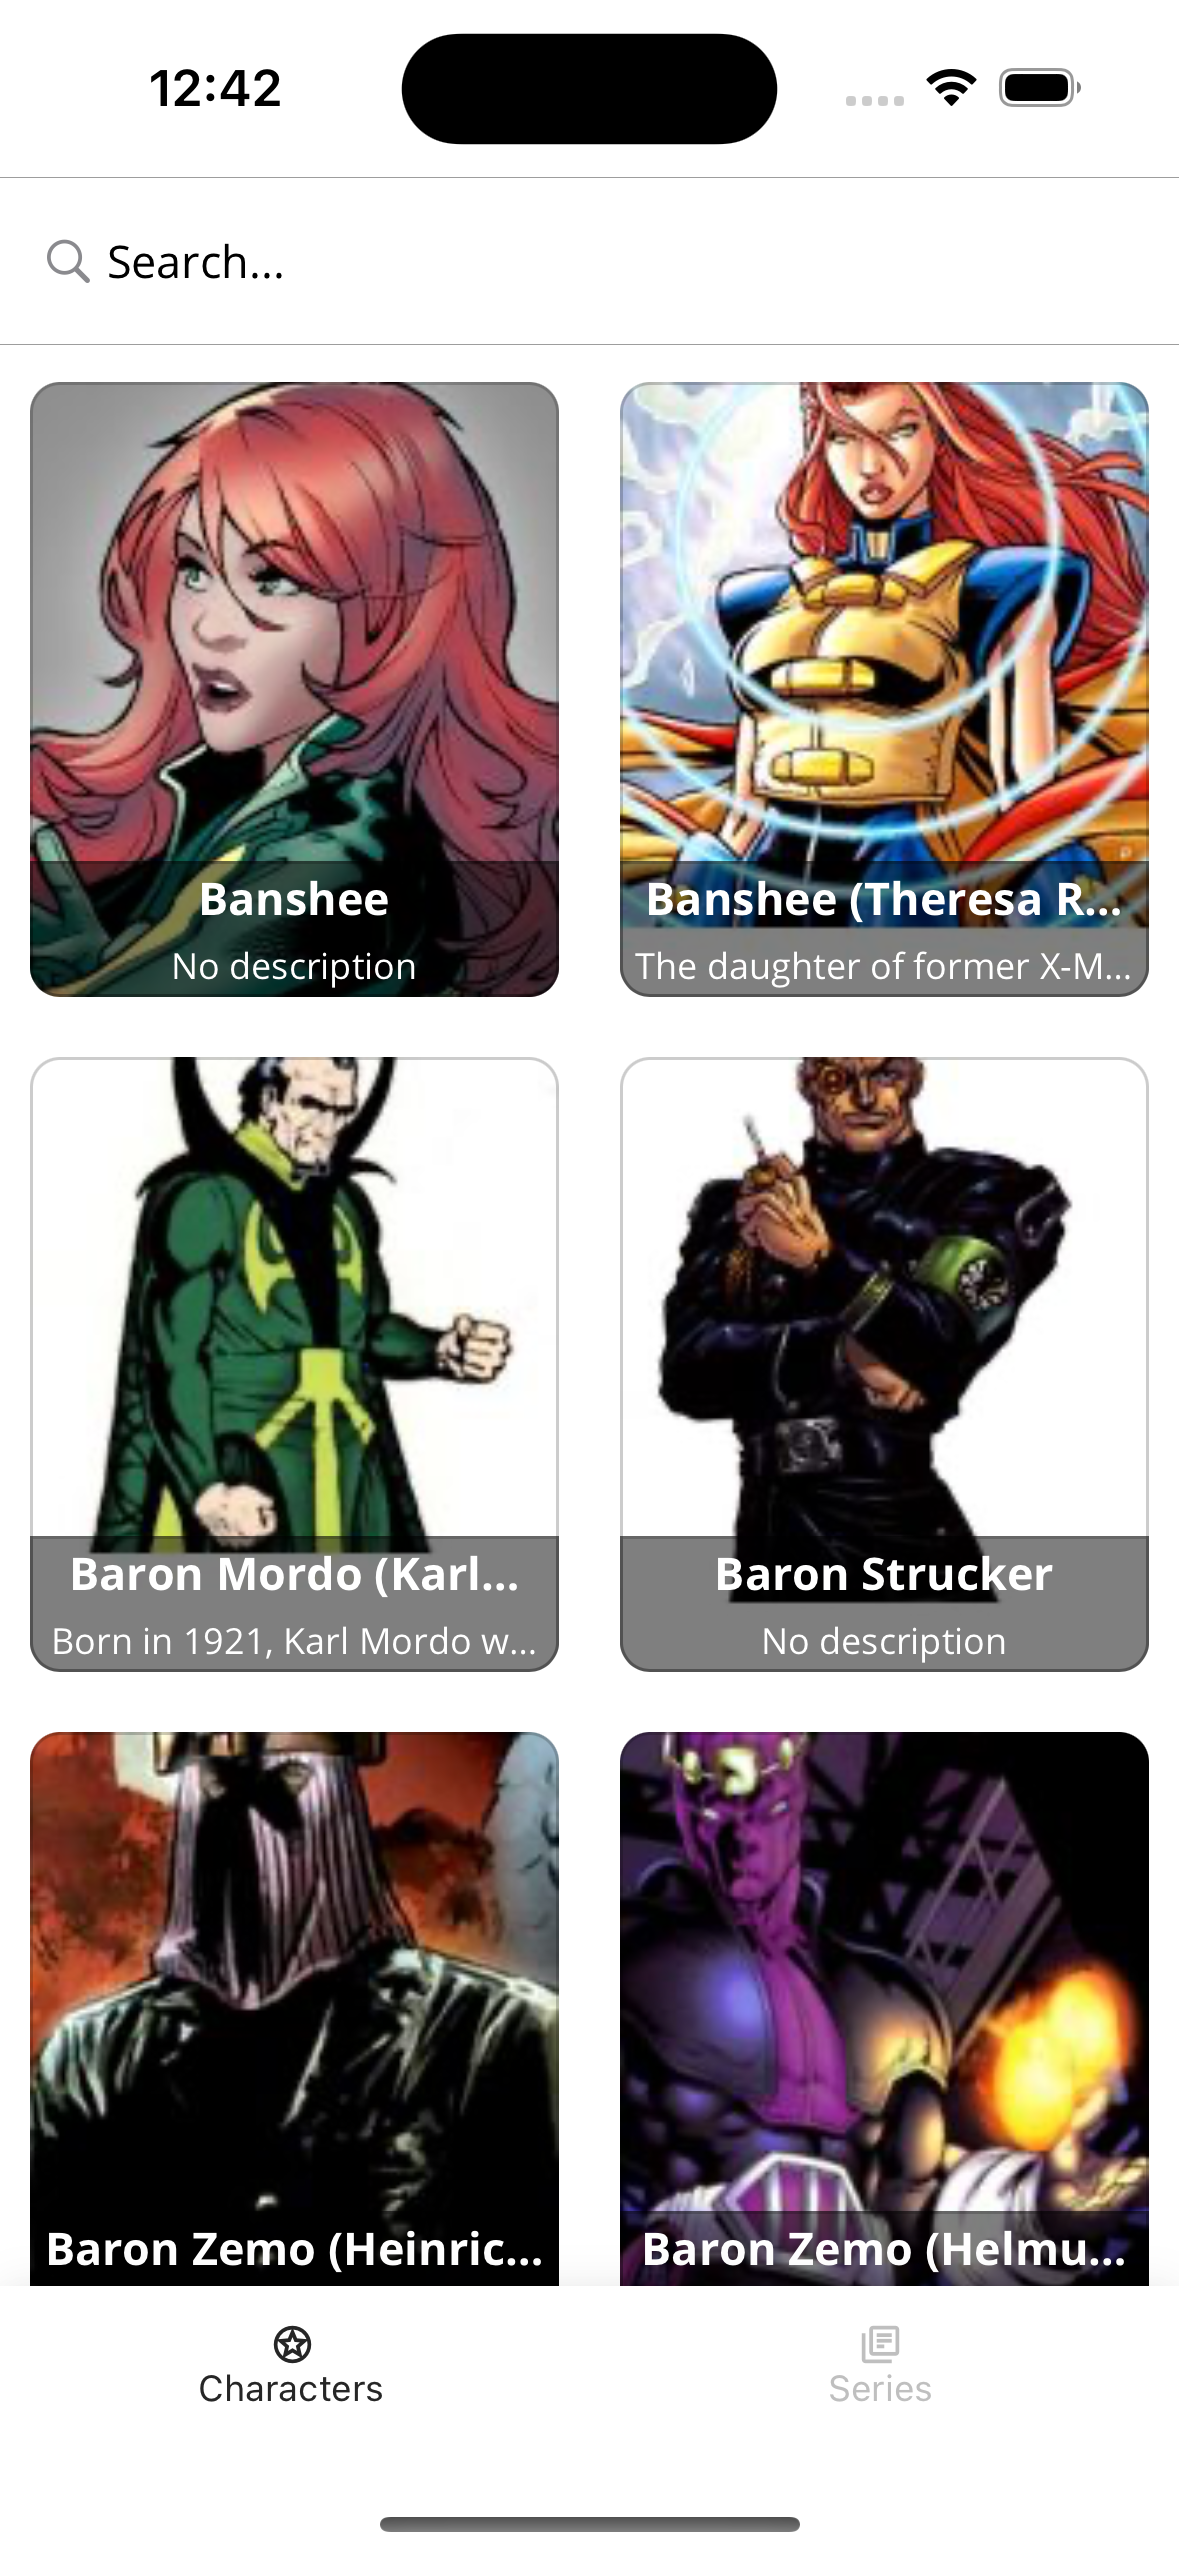 12:42
Search...
Banshee
No description
Banshee (Theresa R...
The daughter of former X-M...
Baron Mordo (Karl...
Born in 1921, Karl Mordo w...
Baron Strucker
No description
Baron Zemo (Heinric...
Baron Zemo (Helmu...
Characters
Series